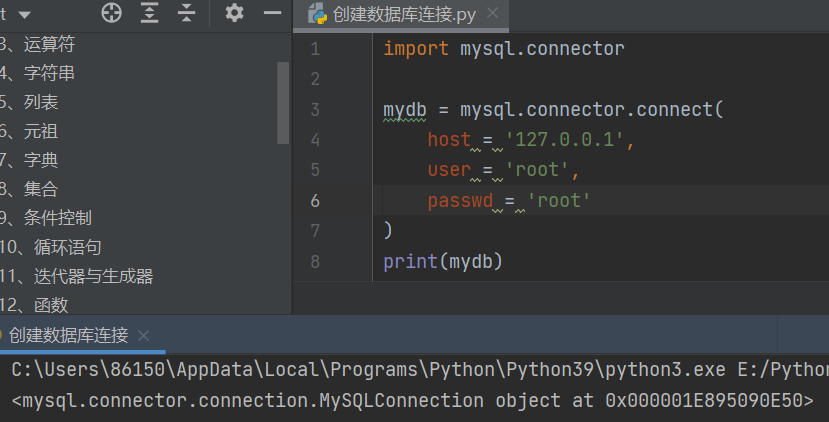 t
3、运算符
4、字符串
5、列表
6、元祖
7、字典
8、集合
9、条件控制
10、循环语句
11、迭代器与生成器
12、函数
创建数据库连接.py
1 import mysql.connector
2
3 mydb = mysql.connector.connect(
4 host = '127.0.0.1',
5 user = 'root',
6 passwd = 'root'
7 )
8 print(mydb)
创建数据库连接
C:\Users\86150\AppData\Local\Programs\Python\Python39\python3.exe E:/Python
<mysql.connector.connection.MySQLConnection object at 0x000001E895090E50>